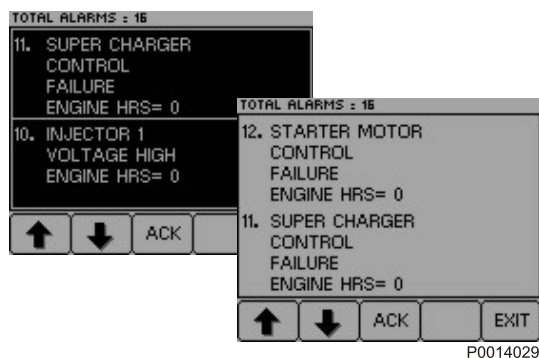 TOTAL ALARMS : 16
11. SUPER CHARGER
CONTROL
FAILURE
ENGINE HRS= 0
10. INJECTOR 1
VOLTAGE HIGH
ENGINE HRS= 0
ACK
TOTAL ALARMS : 16
12. STARTER MOTOR
CONTROL
FAILURE
ENGINE HRS= 0
11. SUPER CHARGER
CONTROL
FAILURE
ENGINE HRS= 0
ACK EXIT
P0014029